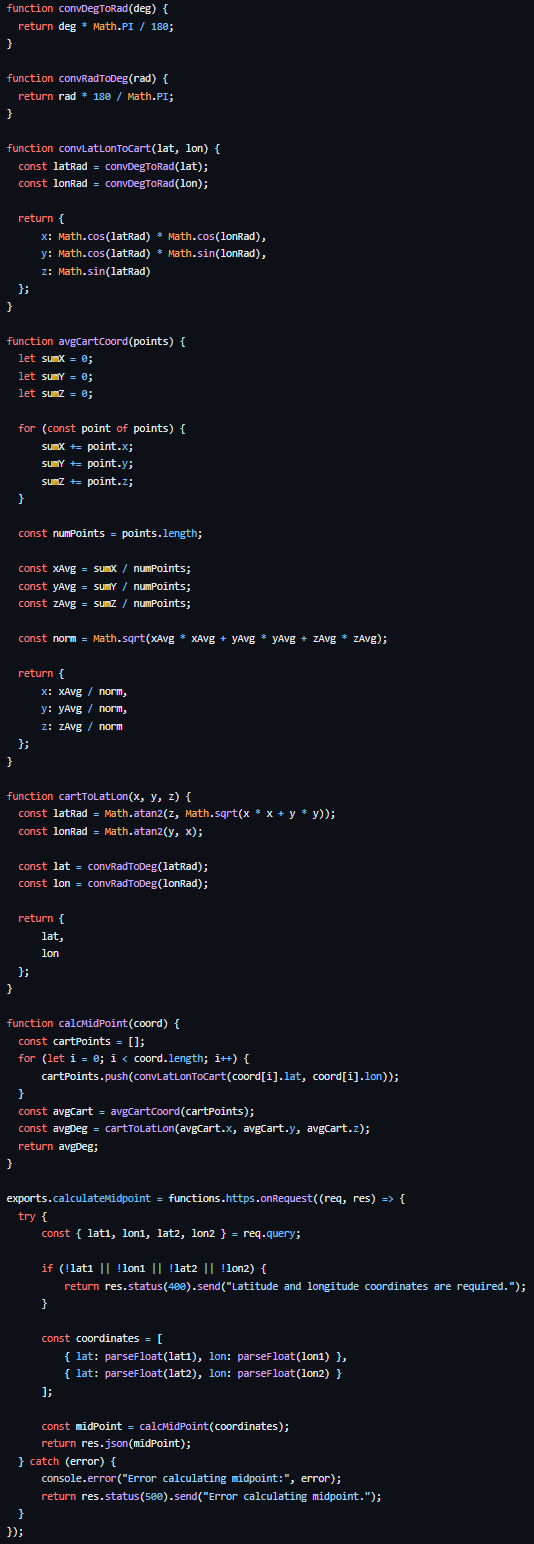 function convDegToRad(deg) {
  return deg * Math.PI / 180;
}

function convRadToDeg(rad) {
  return rad * 180 / Math.PI;
}

function convLatLonToCart(lat, lon) {
  const latRad = convDegToRad(lat);
  const lonRad = convDegToRad(lon);

  return {
      x: Math.cos(latRad) * Math.cos(lonRad),
      y: Math.cos(latRad) * Math.sin(lonRad),
      z: Math.sin(latRad)
  };
}

function avgCartCoord(points) {
  let sumX = 0;
  let sumY = 0;
  let sumZ = 0;

  for (const point of points) {
      sumX += point.x;
      sumY += point.y;
      sumZ += point.z;
  }

  const numPoints = points.length;

  const xAvg = sumX / numPoints;
  const yAvg = sumY / numPoints;
  const zAvg = sumZ / numPoints;

  const norm = Math.sqrt(xAvg * xAvg + yAvg * yAvg + zAvg * zAvg);

  return {
      x: xAvg / norm,
      y: yAvg / norm,
      z: zAvg / norm
  };
}

function cartToLatLon(x, y, z) {
  const latRad = Math.atan2(z, Math.sqrt(x * x + y * y));
  const lonRad = Math.atan2(y, x);

  const lat = convRadToDeg(latRad);
  const lon = convRadToDeg(lonRad);

  return {
      lat,
      lon
  };
}

function calcMidPoint(coord) {
  const cartPoints = [];
  for (let i = 0; i < coord.length; i++) {
      cartPoints.push(convLatLonToCart(coord[i].lat, coord[i].lon));
  }
  const avgCart = avgCartCoord(cartPoints);
  const avgDeg = cartToLatLon(avgCart.x, avgCart.y, avgCart.z);
  return avgDeg;
}

exports.calculateMidpoint = functions.https.onRequest((req, res) => {
  try {
      const { lat1, lon1, lat2, lon2 } = req.query;

      if (!lat1 || !lon1 || !lat2 || !lon2) {
          return res.status(400).send("Latitude and longitude coordinates are required.");
      }

      const coordinates = [
          { lat: parseFloat(lat1), lon: parseFloat(lon1) },
          { lat: parseFloat(lat2), lon: parseFloat(lon2) }
      ];

      const midPoint = calcMidPoint(coordinates);
      return res.json(midPoint);
  } catch (error) {
      console.error("Error calculating midpoint:", error);
      return res.status(500).send("Error calculating midpoint.");
  }
});